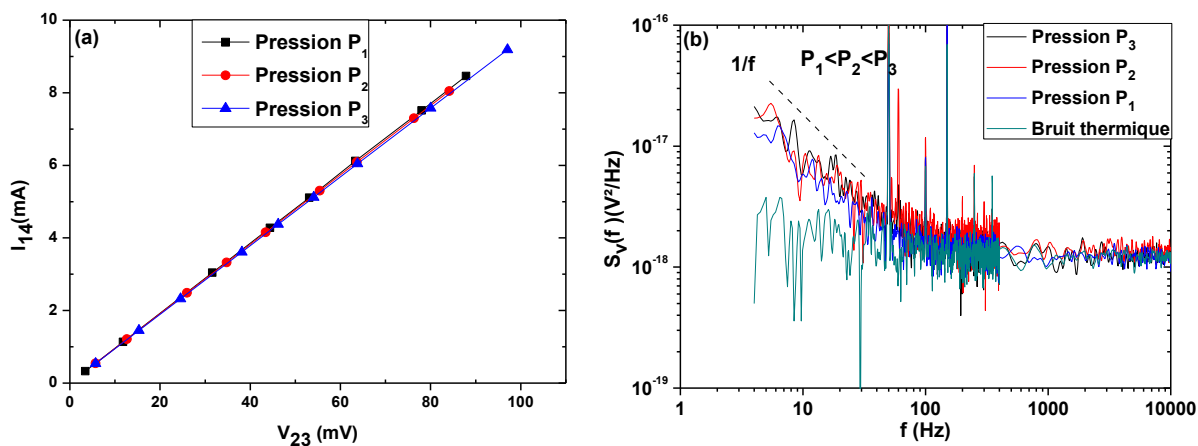 (a)
Pression P1
Pression P2
Pression P3
I14(mA)
10
8
6
4
2
0
0 20 40 60 80 100
V23 (mV)
(b)
1/f
P1<P2<P3
Pression P3
Pression P2
Pression P1
Bruit thermique
Sv(f )(V²/Hz)
10-16
10-17
10-18
10-19
1 10 100 1000 10000
f (Hz)